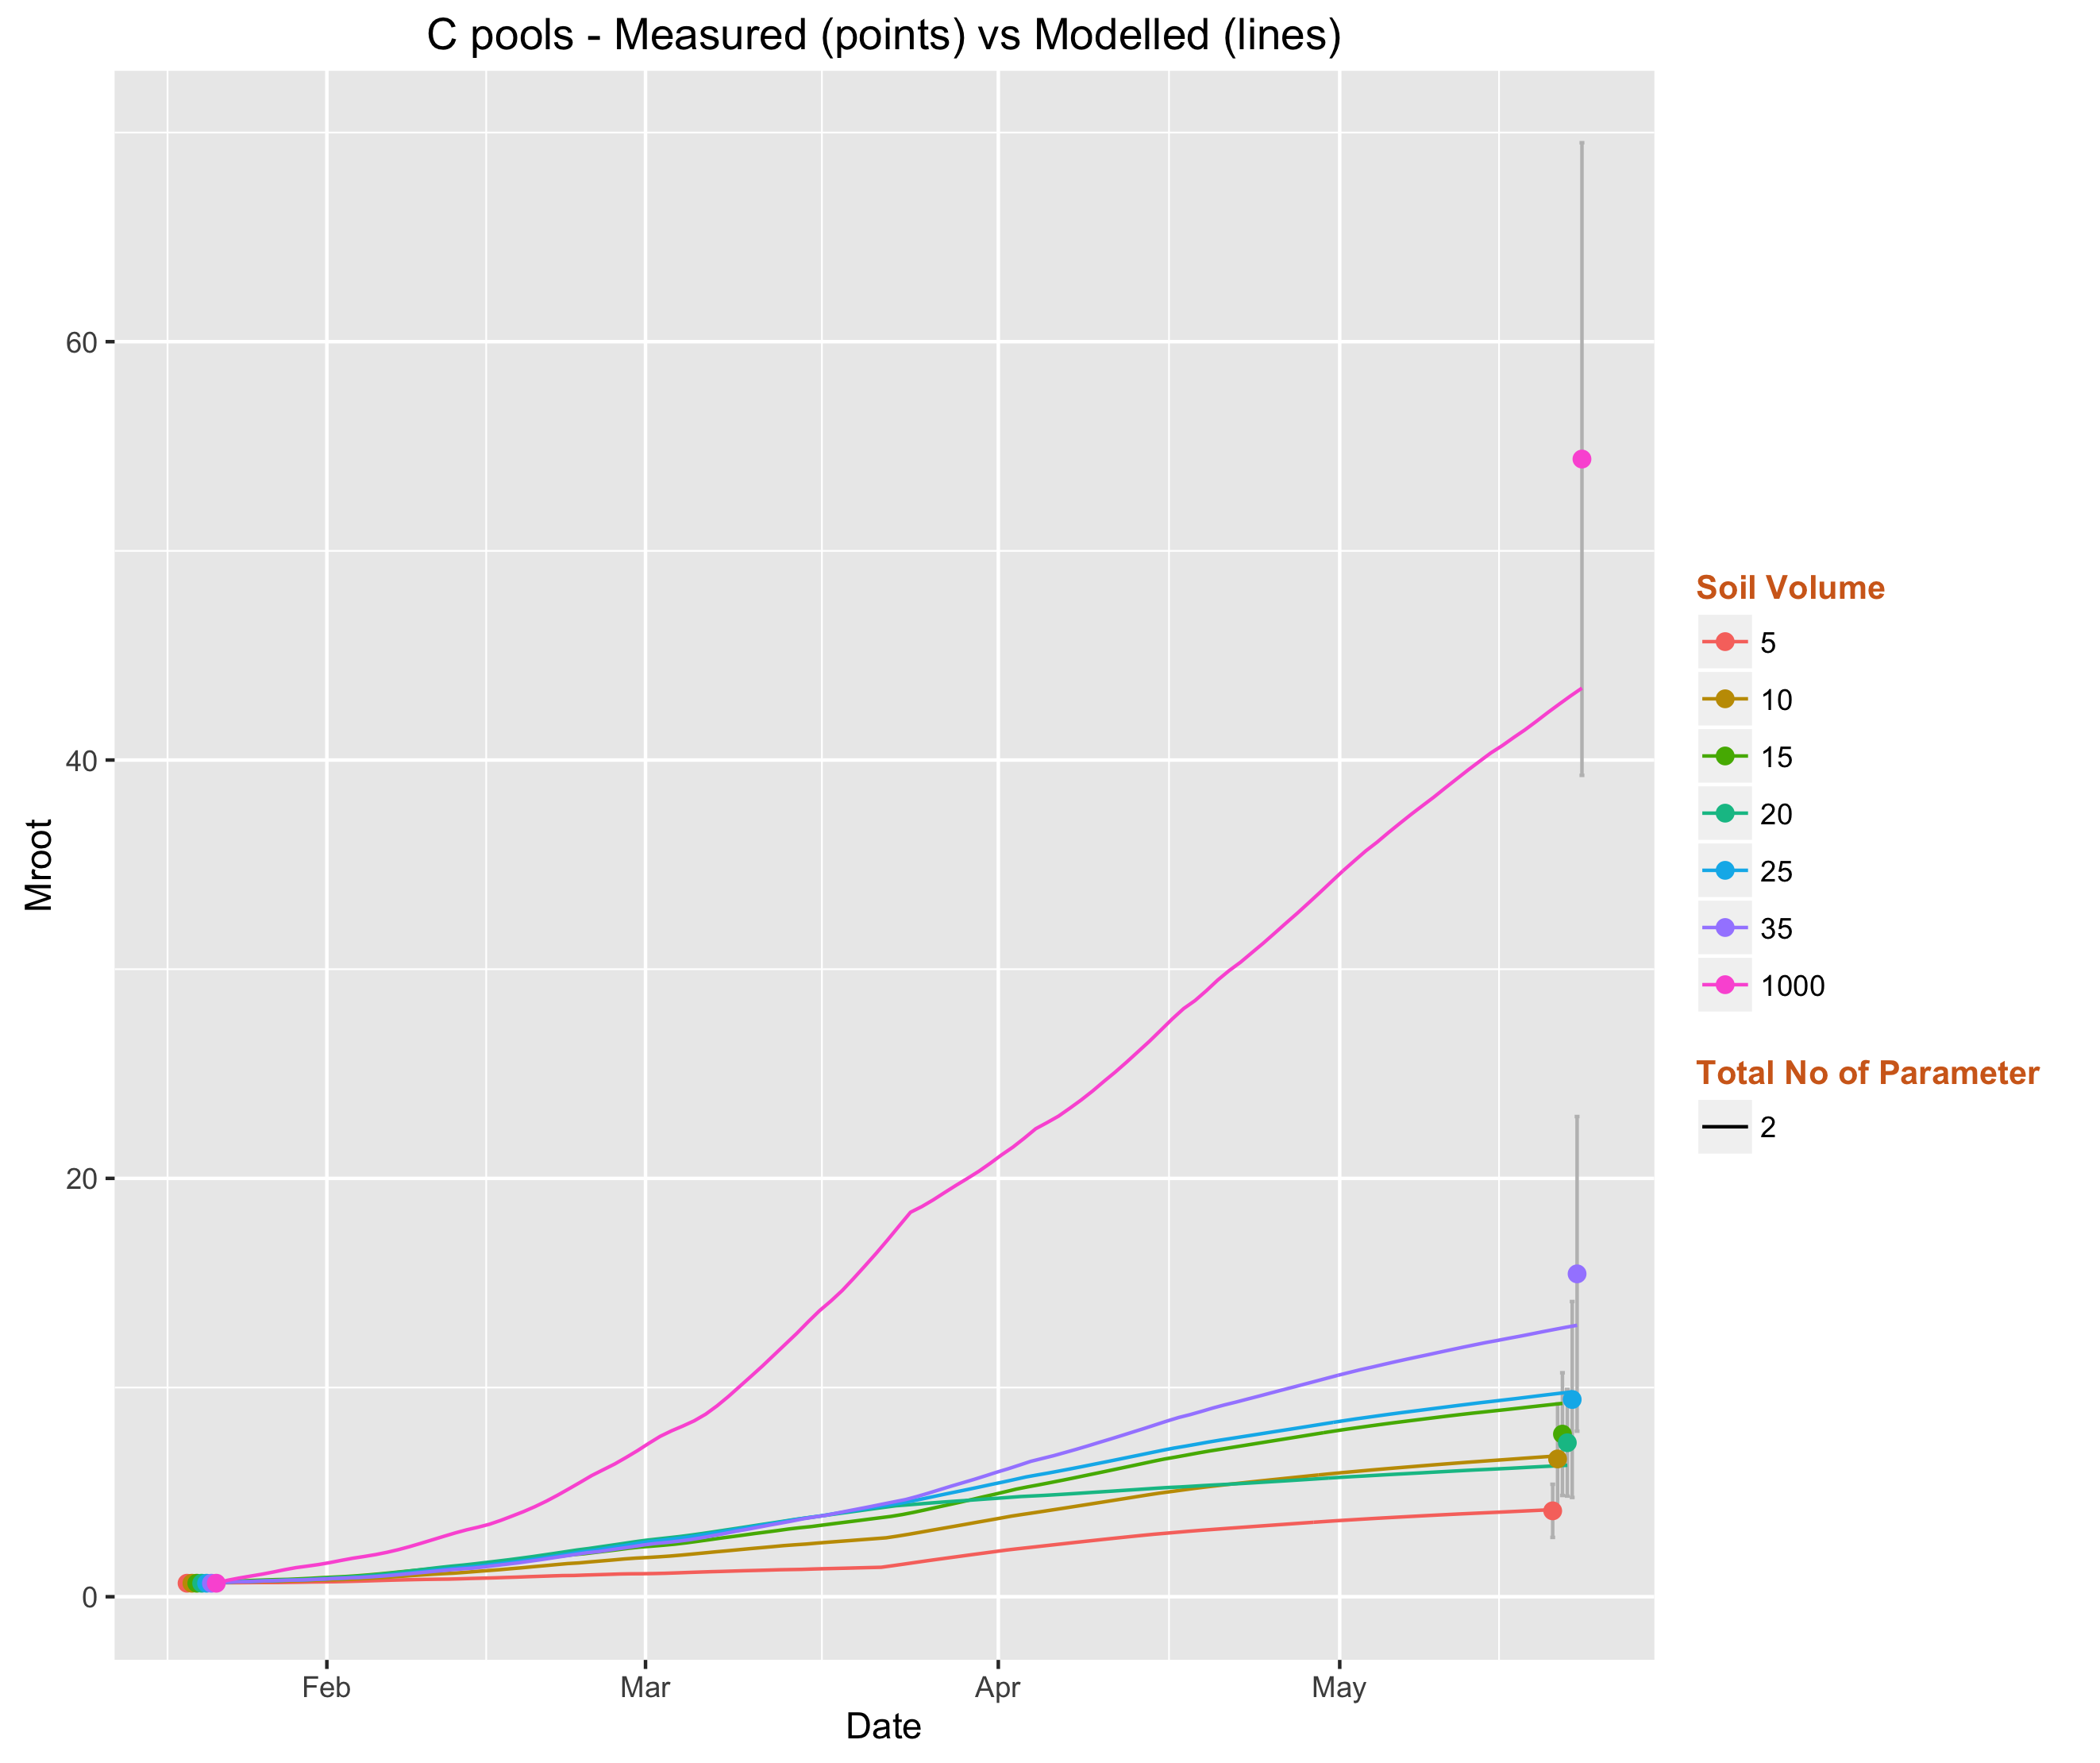 C pools - Measured (points) vs Modelled (lines)
Mroot
60
40
20
0
Feb Mar Apr May
Date
Soil Volume
5
10
15
20
25
35
1000
Total No of Parameter
2